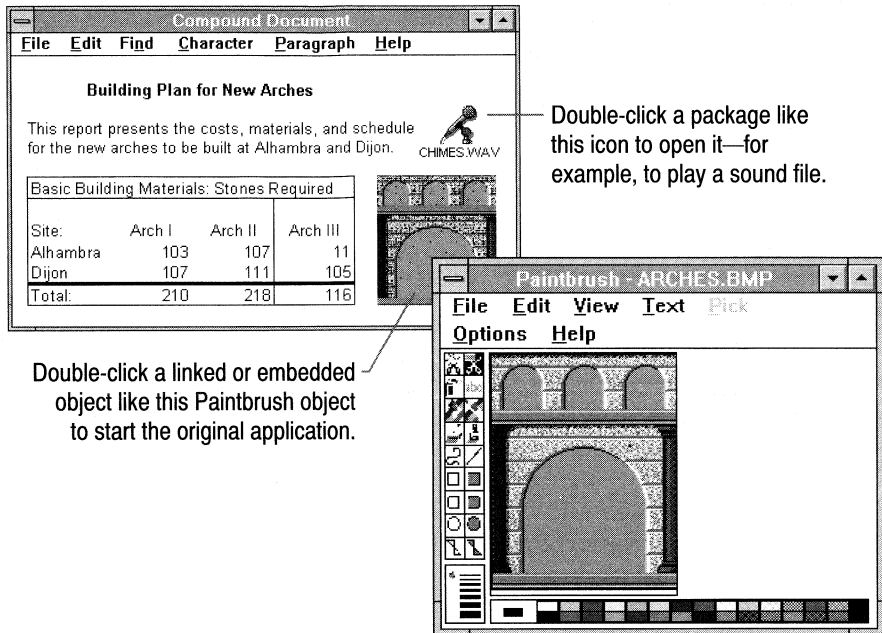 Compound Document
File Edit Find Character Paragraph Help
Building Plan for New Arches
This report presents the costs, materials, and schedule
for the new arches to be built at Alhambra and Dijon.
CHIMES.WAV
Double-click a package like
this icon to open it—for
example, to play a sound file.
Basic Building Materials: Stones Required
Site: Arch I Arch II Arch III
Alhambra 103 107 11
Dijon 107 111 105
Total: 210 218 116
Double-click a linked or embedded
object like this Paintbrush object
to start the original application.
Paintbrush - ARCHES.BMP
File Edit View Text Pick
Options Help
abc